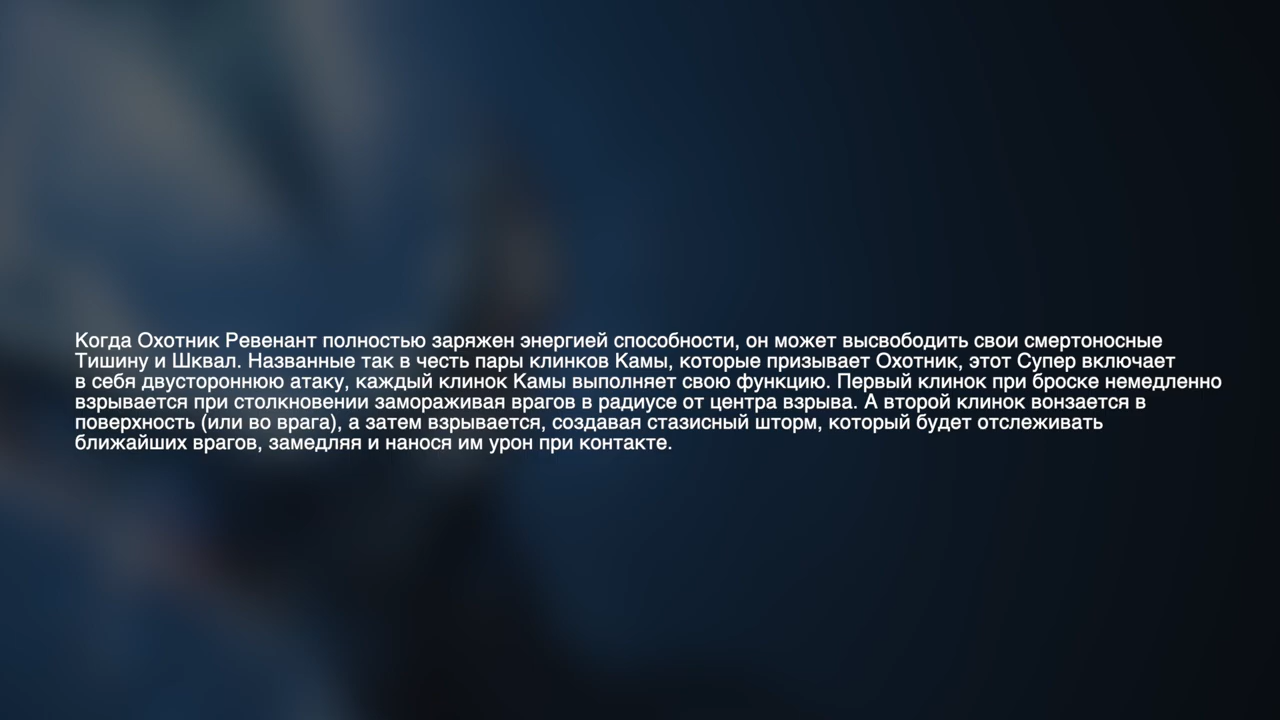 Когда Охотник Ревенант полностью заряжен энергией способности, он может высвободить свои смертоносные
Тишину и Шквал. Названные так в честь пары клинков Камы, которые призывает Охотник, этот Супер включает
в себя двустороннюю атаку, каждый клинок Камы выполняет свою функцию. Первый клинок при броске немедленно
взрывается при столкновении замораживая врагов в радиусе от центра взрыва. А второй клинок вонзается в
поверхность (или во врага), а затем взрывается, создавая стазисный шторм, который будет отслеживать
ближайших врагов, замедляя и нанося им урон при контакте.